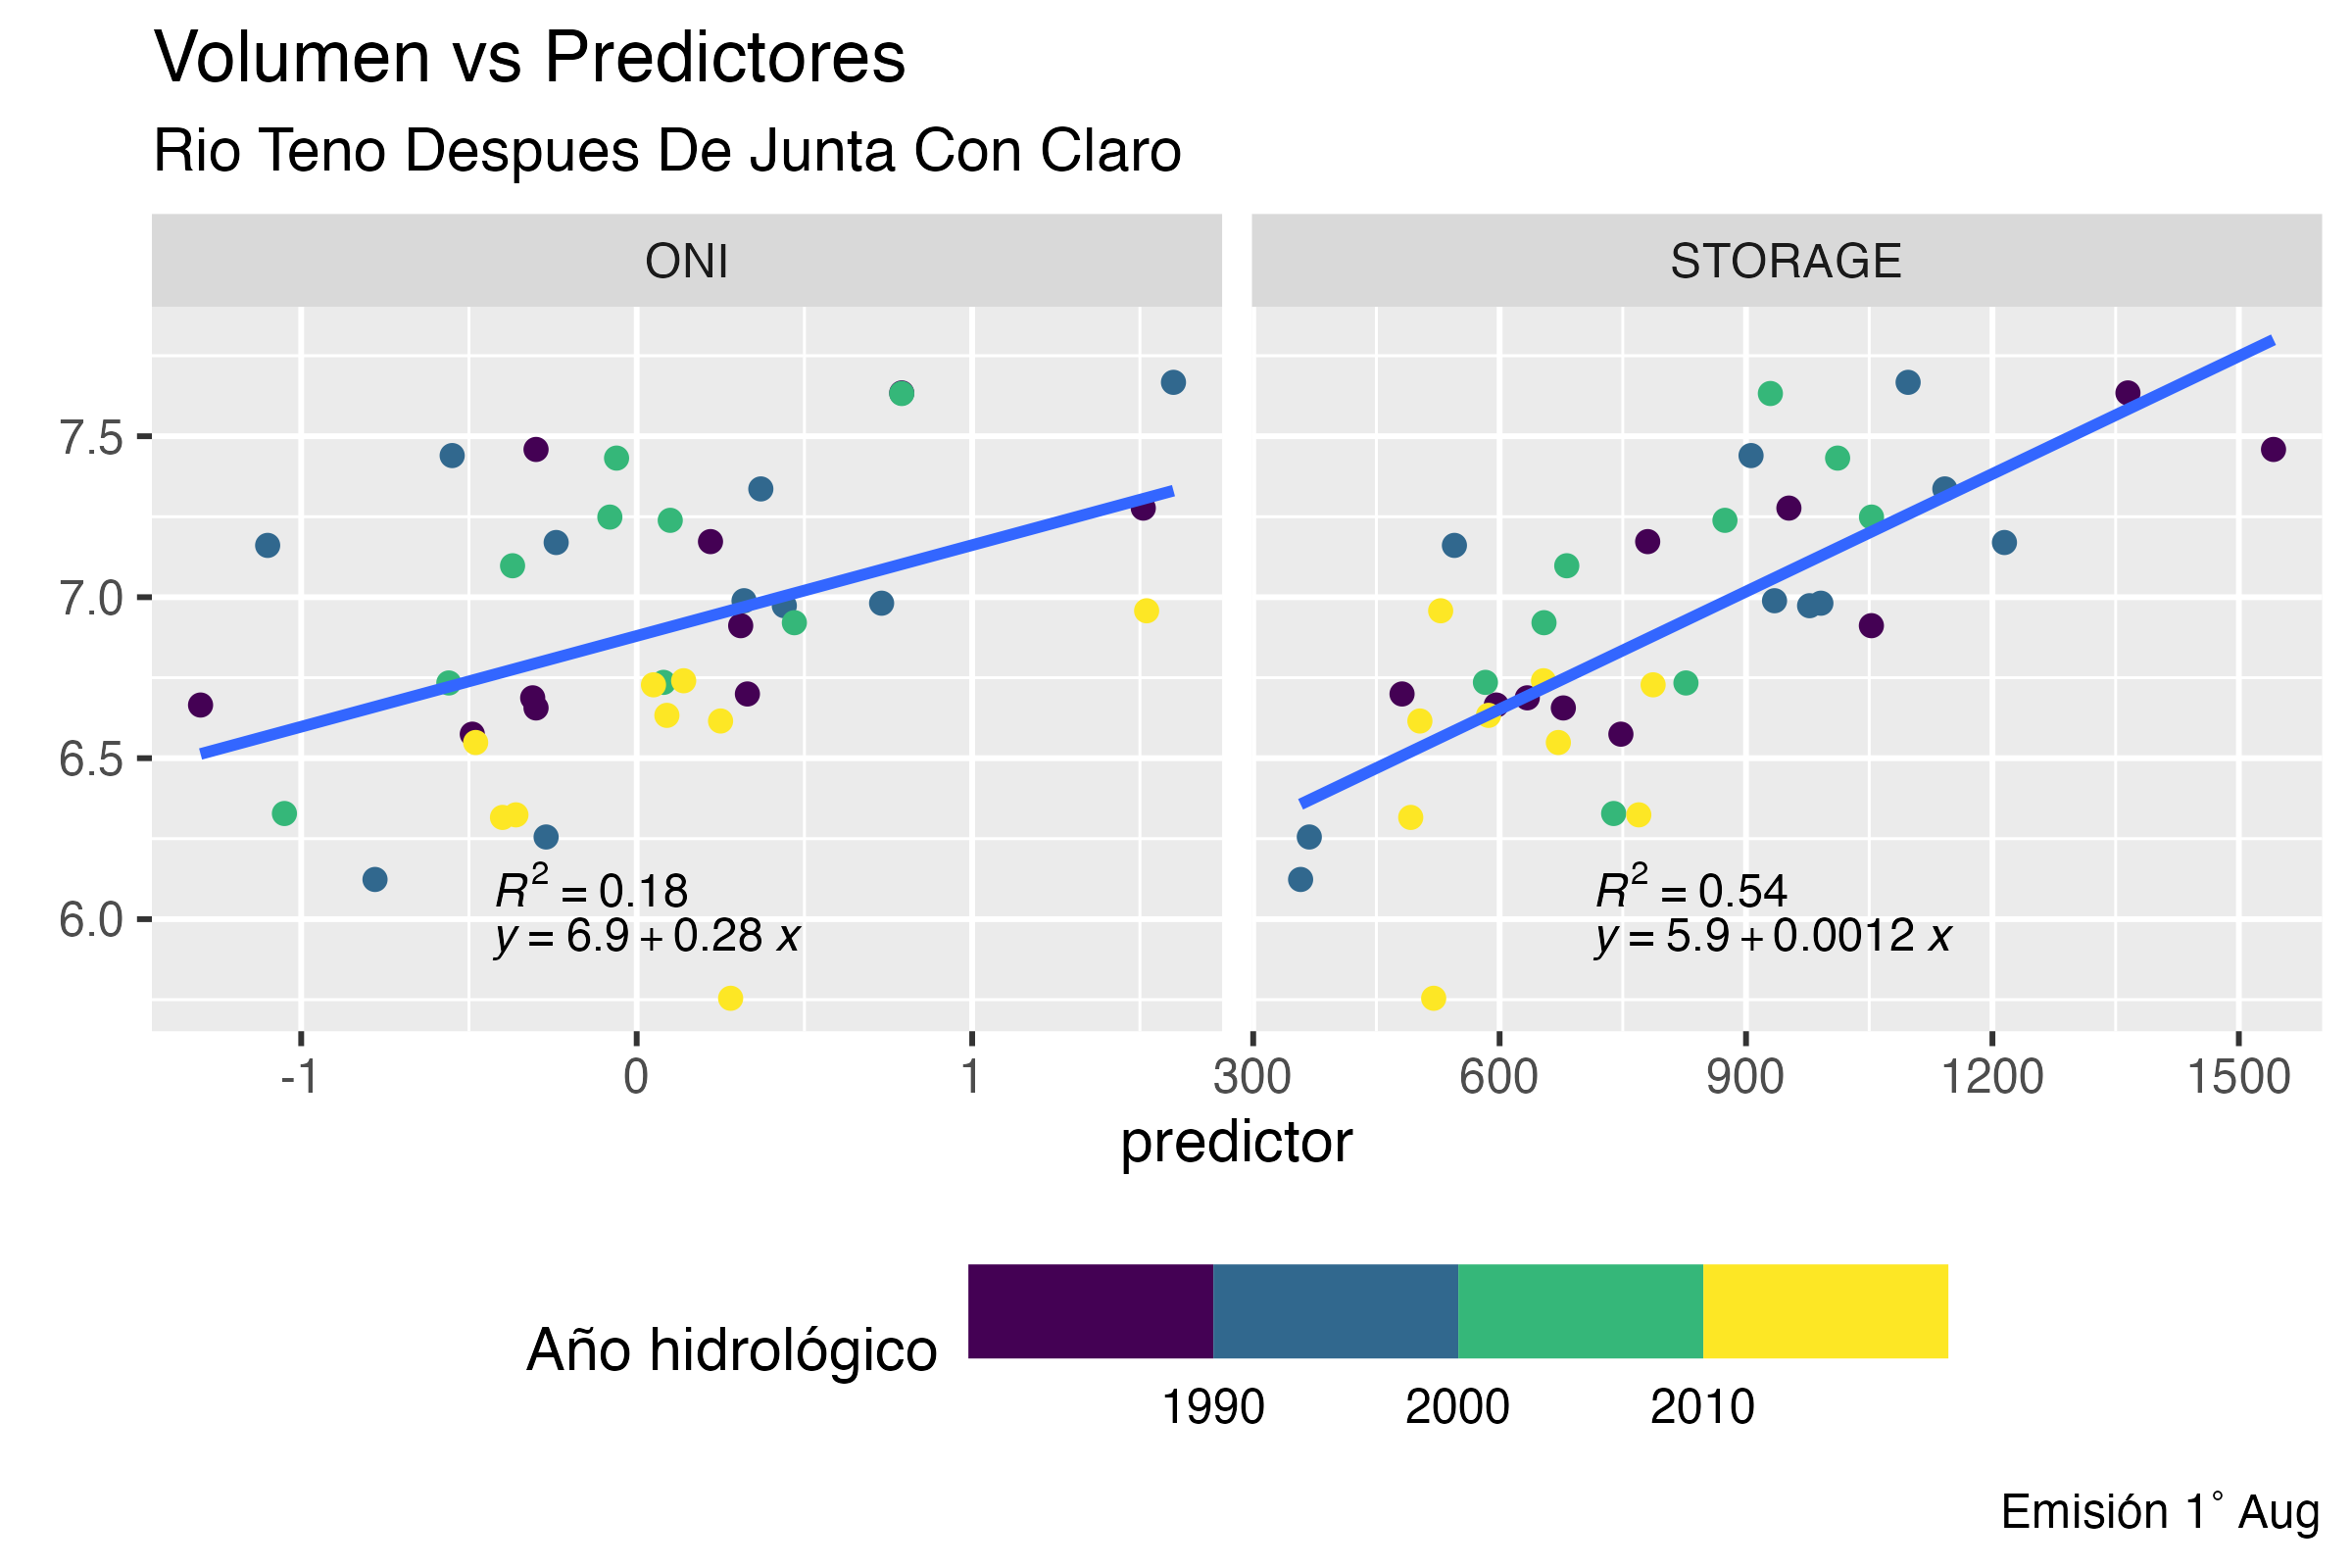 Volumen vs Predictores
Rio Teno Despues De Junta Con Claro
ONI
STORAGE
7.5
7.0
6.5
6.0
R² = 0.18
y = 6.9 + 0.28 x
R² = 0.54
y = 5.9 + 0.0012 x
-1 0 1 300 600 900 1200 1500
predictor
Año hidrológico
1990 2000 2010
Emisión 1° Aug